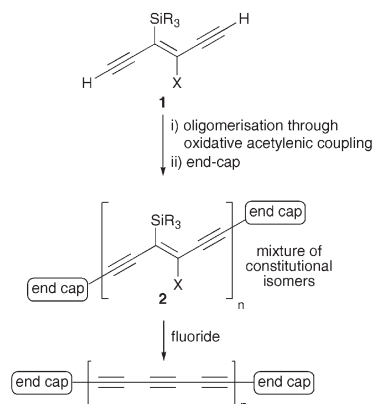 SiR3
H
H
X
1
i) oligomerisation through
oxidative acetylenic coupling
ii) end-cap
SiR3
end cap
end cap
X
2
n
mixture of
constitutional
isomers
fluoride
end cap
end cap